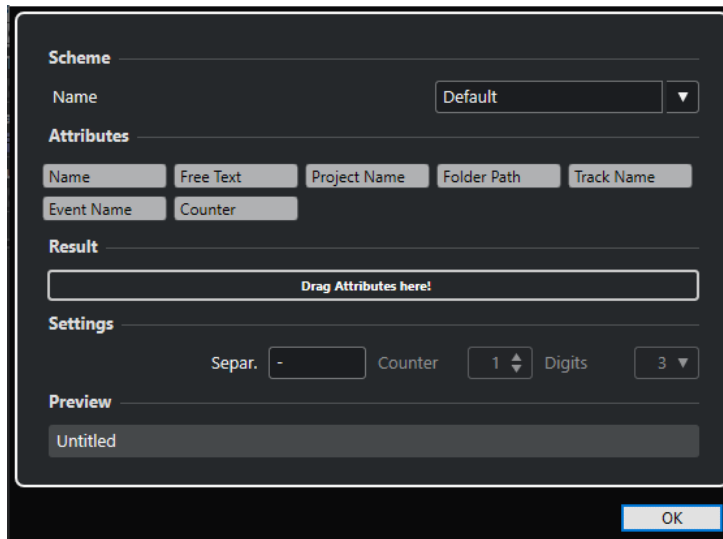 Scheme
Name Default
Attributes
Name Free Text Project Name Folder Path Track Name
Event Name Counter
Result
Drag Attributes here!
Settings
Separ. - Counter 1 Digits 3
Preview
Untitled
OK